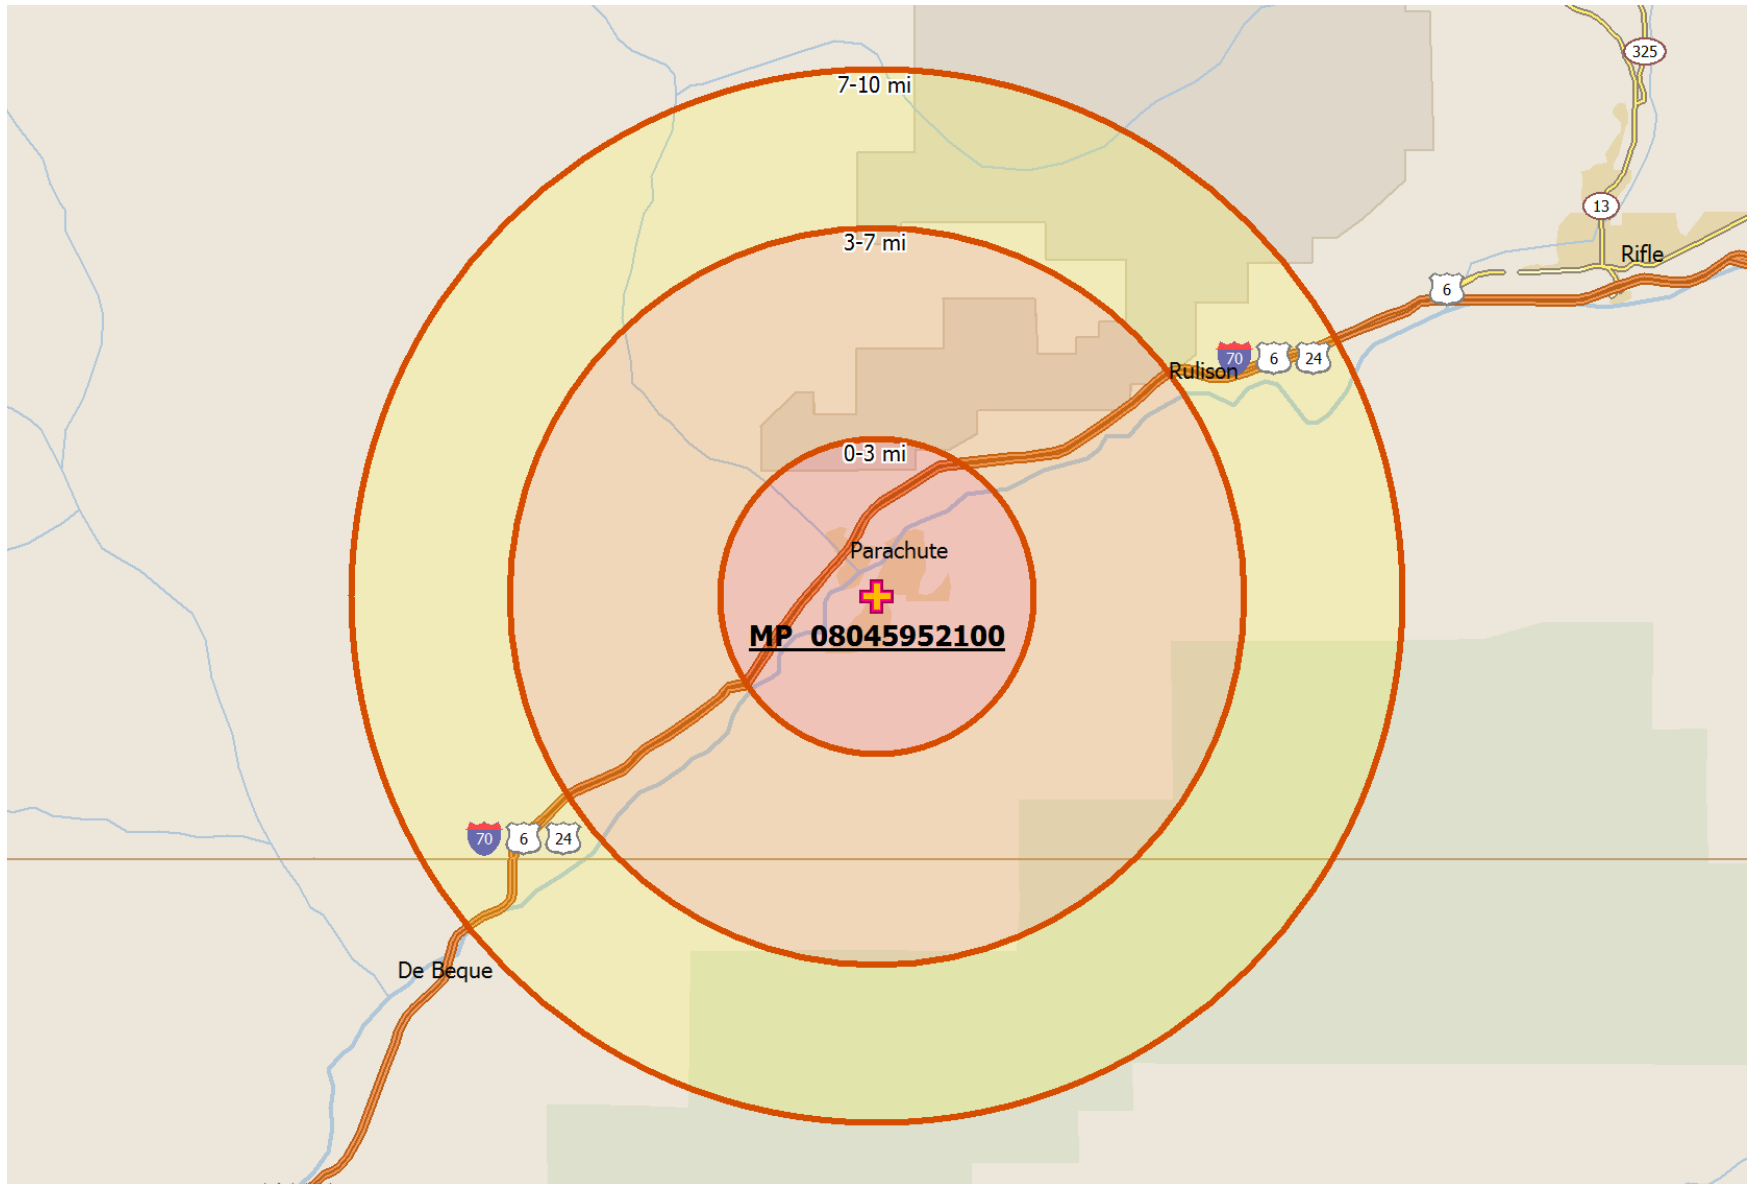 325
7-10 mi
13
3-7 mi
Rifle
6
70 6 24
Rulison
0-3 mi
Parachute
MP 08045952100
70 6 24
De Beque